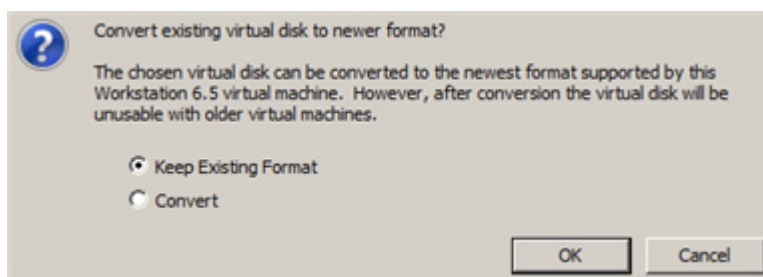 Convert existing virtual disk to newer format?
The chosen virtual disk can be converted to the newest format supported by this
Workstation 6.5 virtual machine. However, after conversion the virtual disk will be
unusable with older virtual machines.
Keep Existing Format
Convert
OK Cancel